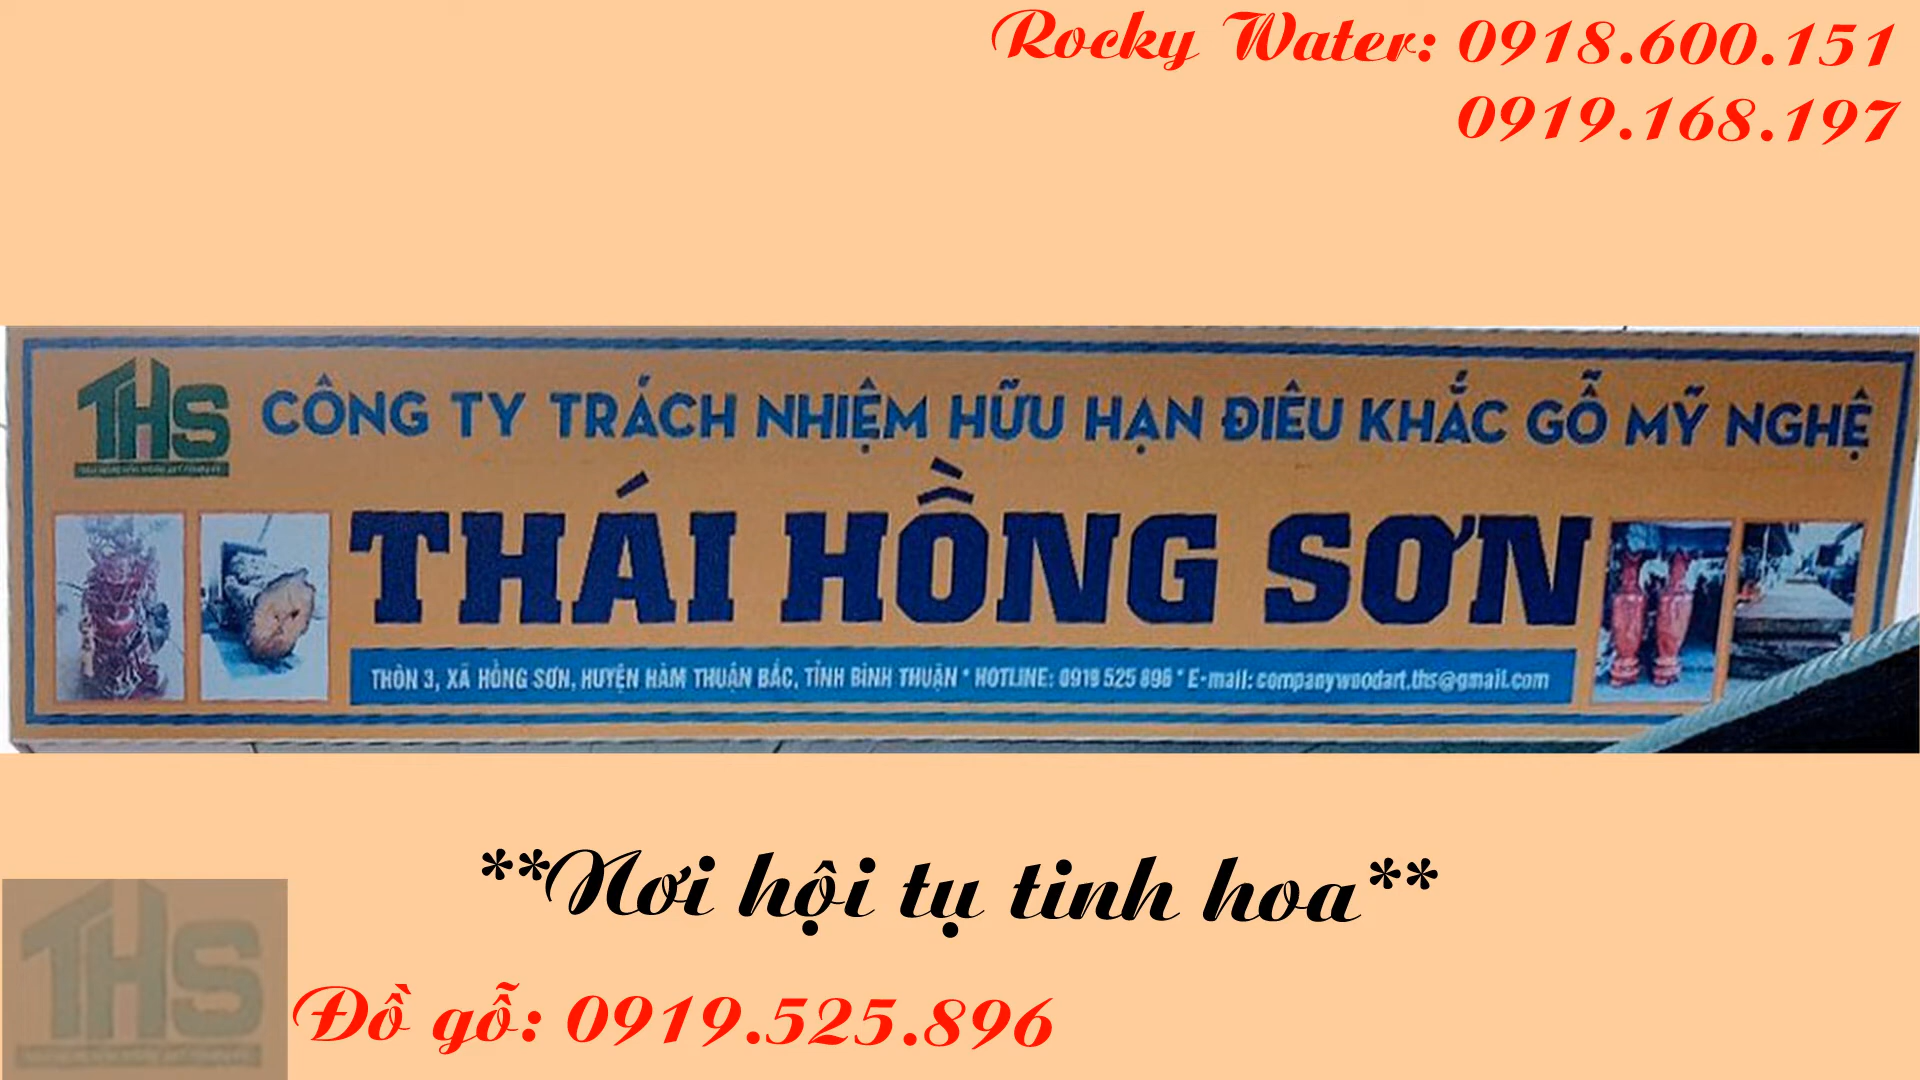 Rocky Water: 0918.600.151
0919.168.197
THS
CÔNG TY TRÁCH NHIỆM HỮU HẠN ĐIÊU KHẮC GỖ MỸ NGHỆ
THÁI HỒNG SƠN
THÔN 3, XÃ HỒNG SƠN, HUYỆN HÀM THUẬN BẮC, TỈNH BÌNH THUẬN * HOTLINE: 0919 525 896 * E-mail: companywoodart.ths@gmail.com
**Nơi hội tụ tinh hoa**
THS
Đồ gỗ: 0919.525.896